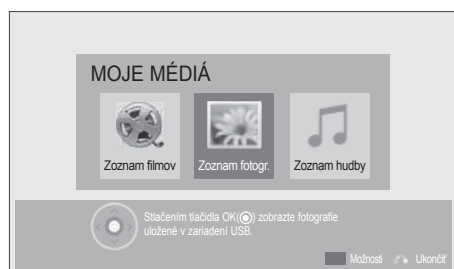 MOJE MÉDIÁ
Zoznam filmov
Zoznam fotogr.
Zoznam hudby
Stlačením tlačidla OK(◉) zobrazte fotografie
uložené v zariadení USB.
Možnosti
Ukončiť